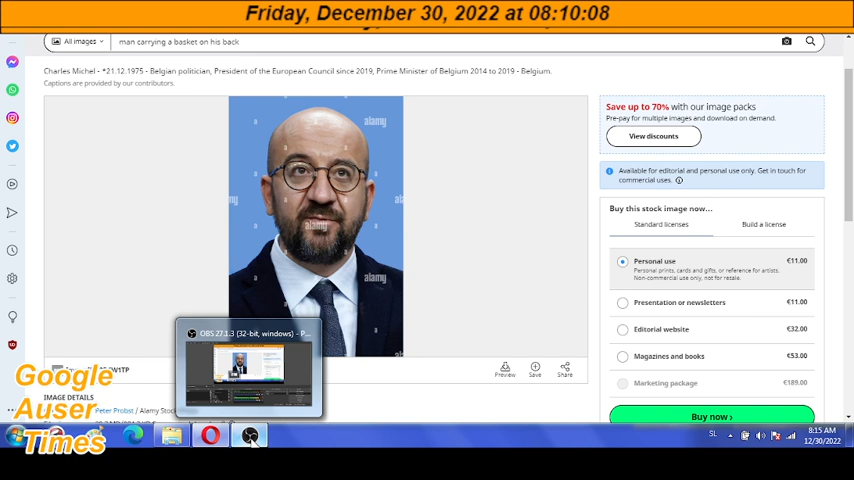 Friday, December 30, 2022 at 08:10:08
All images
man carrying a basket on his back
Charles Michel - *21.12.1975 - Belgian politician, President of the European Council since 2019, Prime Minister of Belgium 2014 to 2019 - Belgium.
Captions are provided by our contributors.
Save up to 70% with our image packs
Pre-pay for multiple images and download on demand.
View discounts
Available for editorial and personal use only. Get in touch for
commercial uses.
Buy this stock image now...
Standard licenses
Build a license
Personal use
€11.00
Personal prints, cards and gifts, or reference for artists.
Non-commercial use only, not for resale.
Presentation or newsletters
€11.00
Editorial website
€32.00
Magazines and books
€53.00
Marketing package
€189.00
Buy now ›
alamy
a
a
alamy
a
a
a
alamy
a
alamy
OBS 27.1.3 (32-bit, windows) - P...
Preview
Save
Share
IMAGE DETAILS
Peter Probst / Alamy Stock
Google
Auser
Times
SL
8:15 AM
12/30/2022